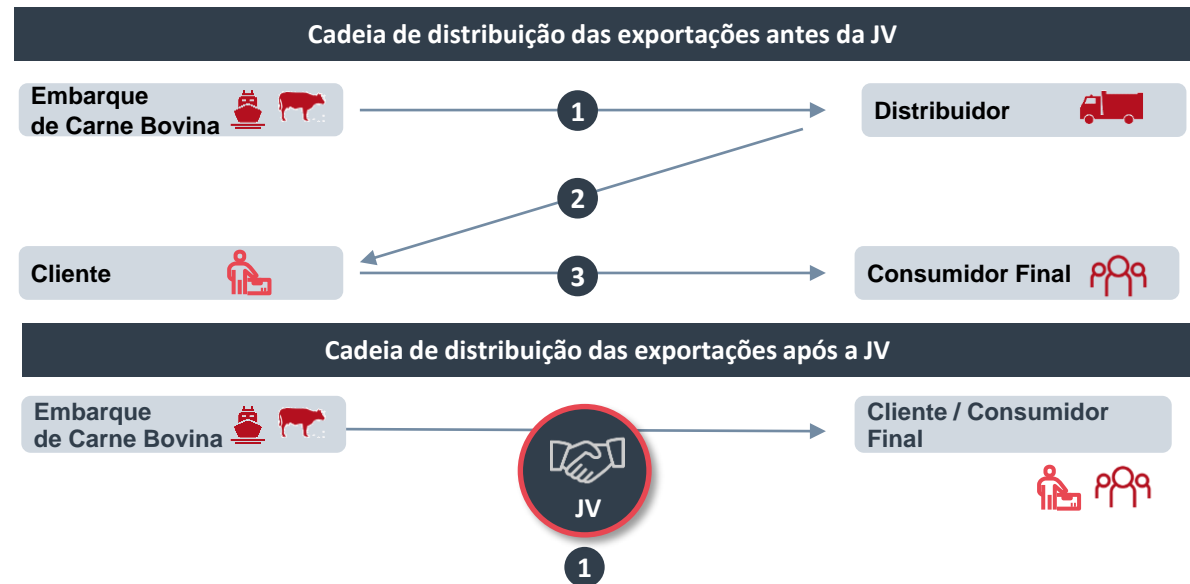 Cadeia de distribuição das exportações antes da JV
Embarque
de Carne Bovina
1
Distribuidor
2
Cliente
3
Consumidor Final
Cadeia de distribuição das exportações após a JV
Embarque
de Carne Bovina
JV
1
Cliente / Consumidor
Final